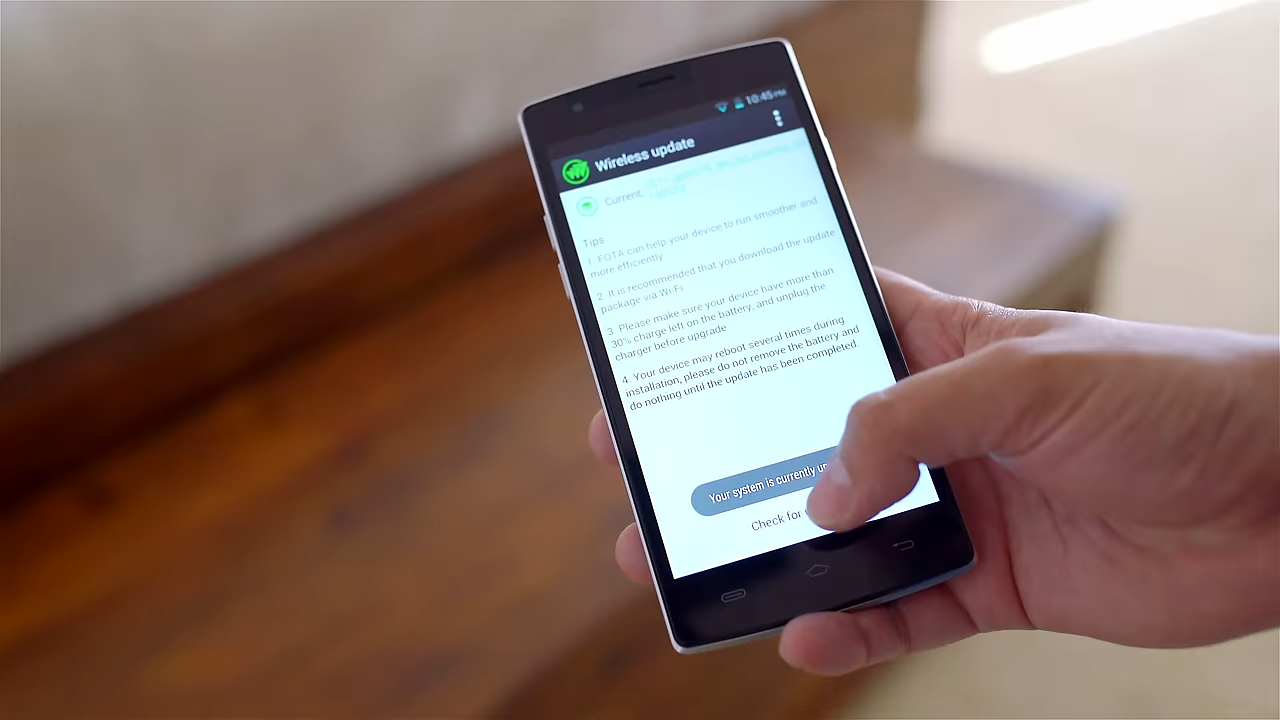 10:45 PM
Wireless update
Current:
Tips
1 FOTA can help your device to run smoother and
more efficiently
2 It is recommended that you download the update
package via Wi-Fi
3 Please make sure your device have more than
30% charge left on the battery, and unplug the
charger before upgrade
4. Your device may reboot several times during
installation, please do not remove the battery and
do nothing until the update has been completed.
Your system is currently up
Check for